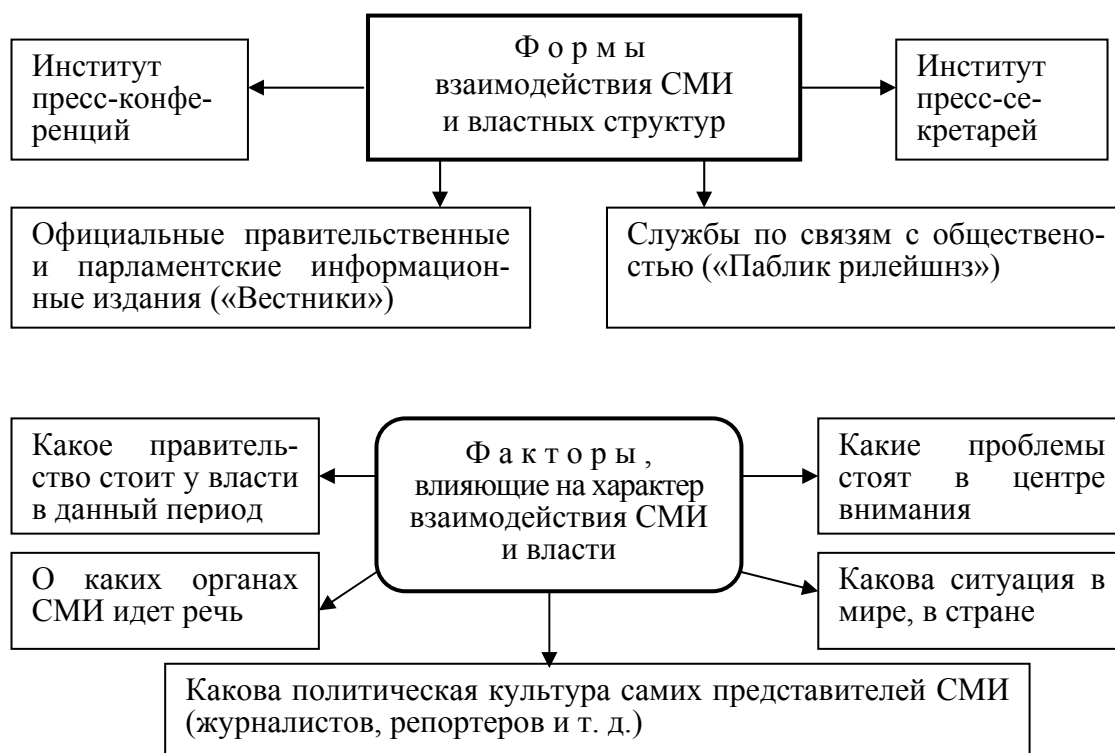 Институт
пресс-конфе-
ренций
Ф о р м ы
взаимодействия СМИ
и властных структур
Институт
пресс-се-
кретарей
Официальные правительственные
и парламентские информацион-
ные издания («Вестники»)
Службы по связям с общественo-
стью («Паблик рилейшнз»)
Какое правитель-
ство стоит у власти
в данный период
Ф а к т о р ы ,
влияющие на характер
взаимодействия СМИ
и власти
Какие проблемы
стоят в центре
внимания
О каких органах
СМИ идет речь
Какова ситуация в
мире, в стране
Какова политическая культура самих представителей СМИ
(журналистов, репортеров и т. д.)